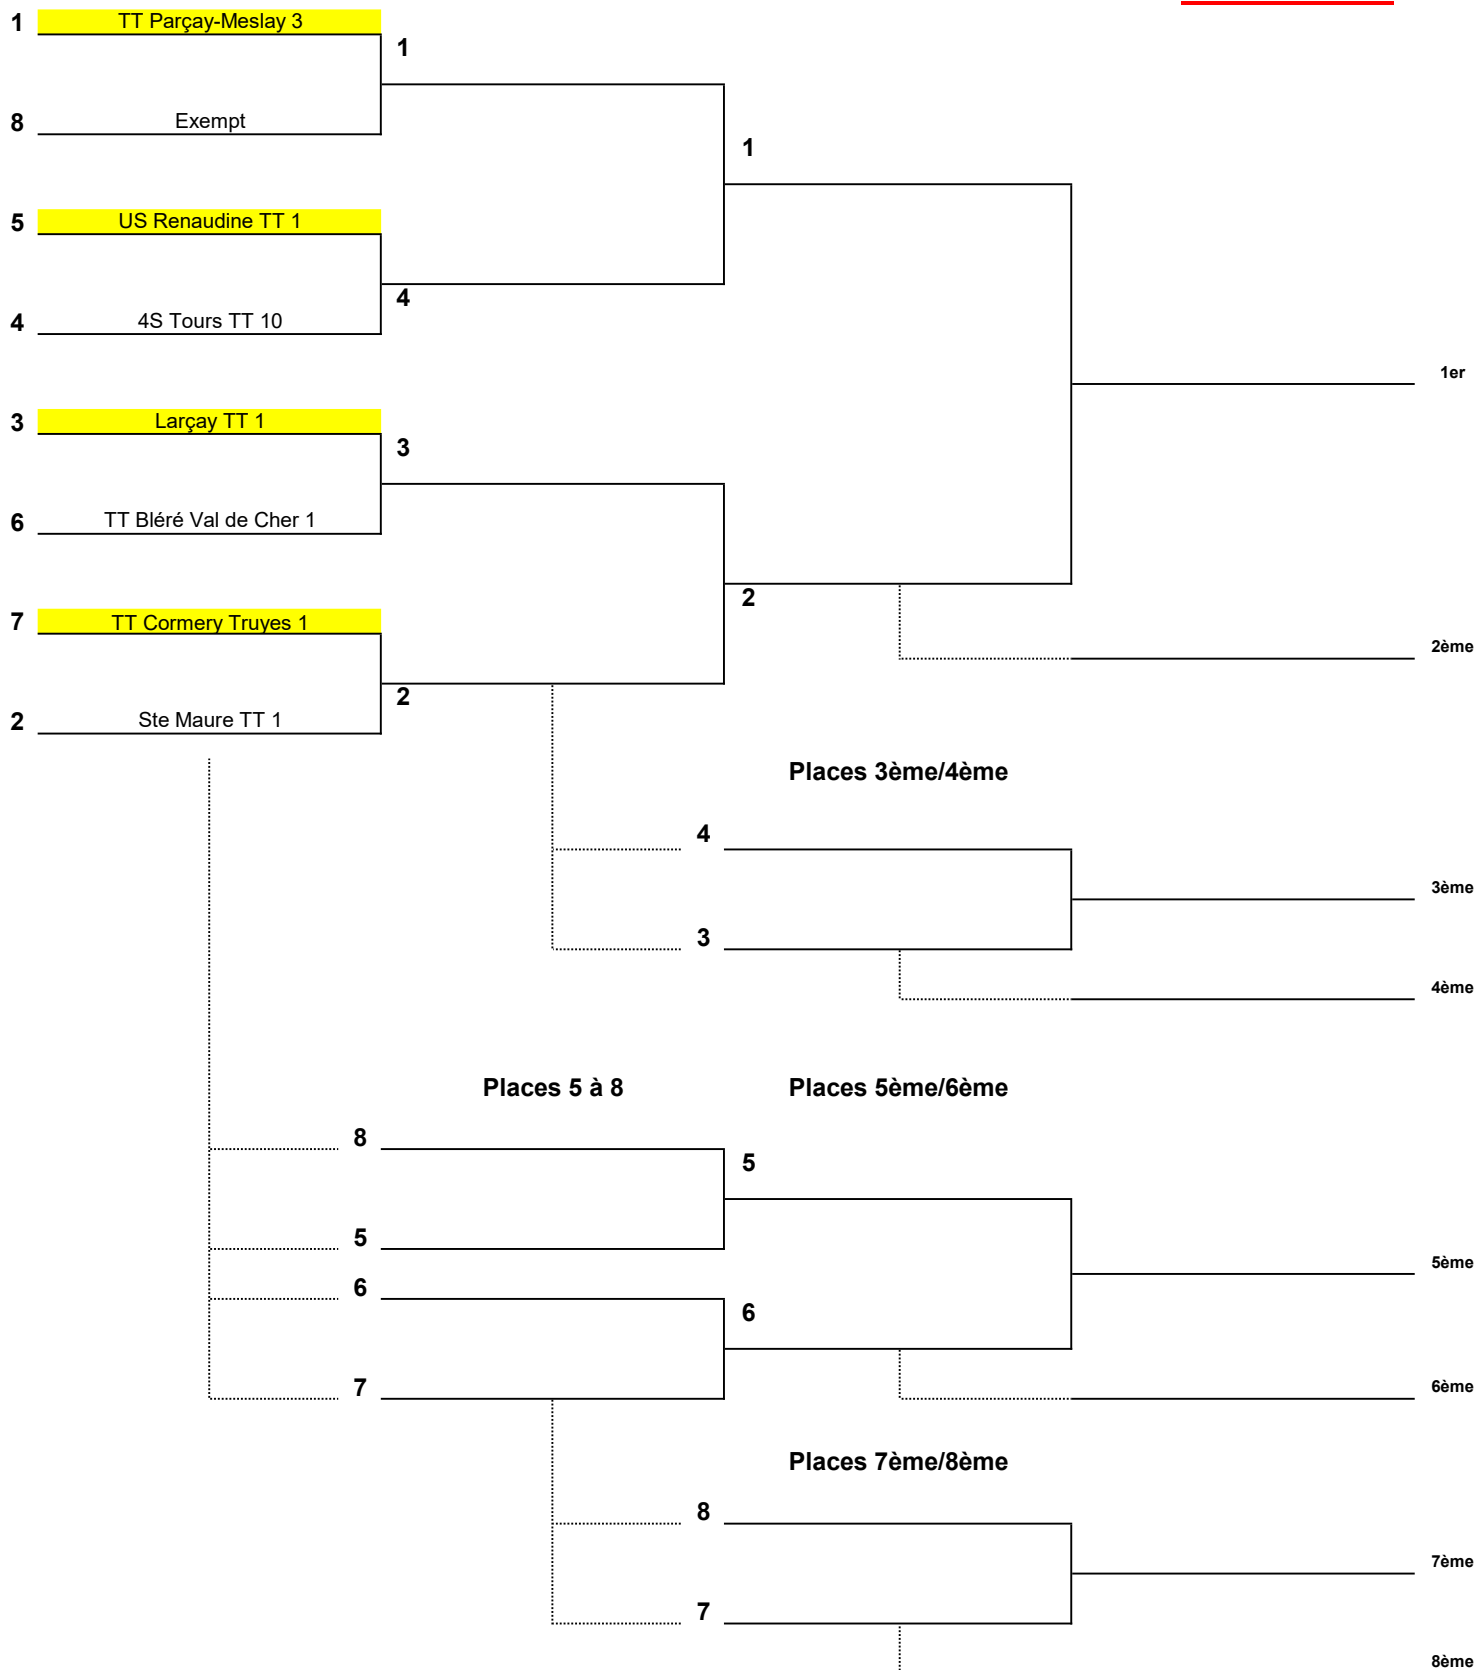 1 TT Parçay-Meslay 3
1
8 Exempt
1
5 US Renaudine TT 1
4
4 4S Tours TT 10
1er
3 Larçay TT 1
3
6 TT Bléré Val de Cher 1
2
7 TT Cormery Truyes 1
2ème
2
2 Ste Maure TT 1
Places 3ème/4ème
4
3ème
3
4ème
Places 5 à 8 Places 5ème/6ème
8
5
5
5ème
6
6
7
6ème
Places 7ème/8ème
8
7ème
7
8ème